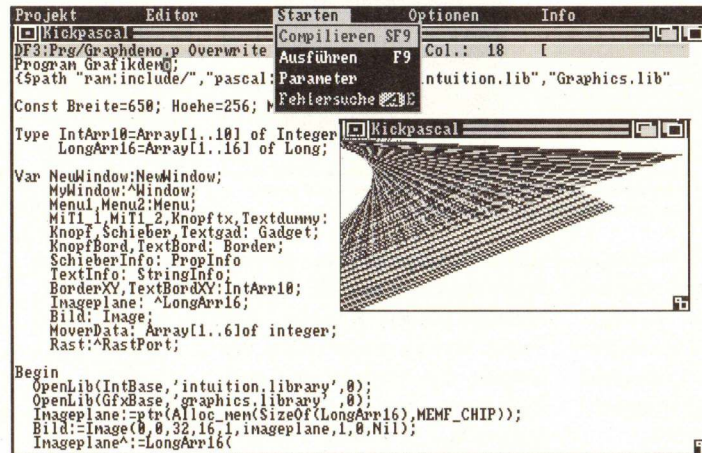 Projekt Editor Starten Optionen Info
Kickpascal
Compilieren SF9
Ausführen F9
Parameter
Fehlersuche E
DF3:Prg/Graphdemo.p Overwrite Col.: 18 [
Program Grafikdemo;
{$path "ram:include/","pascal: ntuition.lib","Graphics.lib"
Const Breite=650; Hoehe=256;
Type IntArr10=Array[1..10] of Integer
LongArr16=Array[1..16] of Long;
Kickpascal
Var NeuWindow:NewWindow;
MyWindow:^Window;
Menu1,Menu2:Menu;
MiT1_1,MiT1_2,Knopftx,Textdummy:
Knopf,Schieber,Textgad: Gadget;
KnopfBord,TextBord: Border;
SchieberInfo: PropInfo
TextInfo: StringInfo;
BorderXY,TextBordXY:IntArr10;
Imageplane: ^LongArr16;
Bild: Image;
MoverData: Array[1..6]of integer;
Rast:^RastPort;
Begin
OpenLib(IntBase,'intuition.library',0);
OpenLib(GfxBase,'graphics.library' ,0);
Imageplane:=ptr(Alloc_mem(SizeOf(LongArr16),MEMF_CHIP));
Bild:=Image(0,0,32,16,1,imageplane,1,0,Nil);
Imageplane^:=LongArr16(